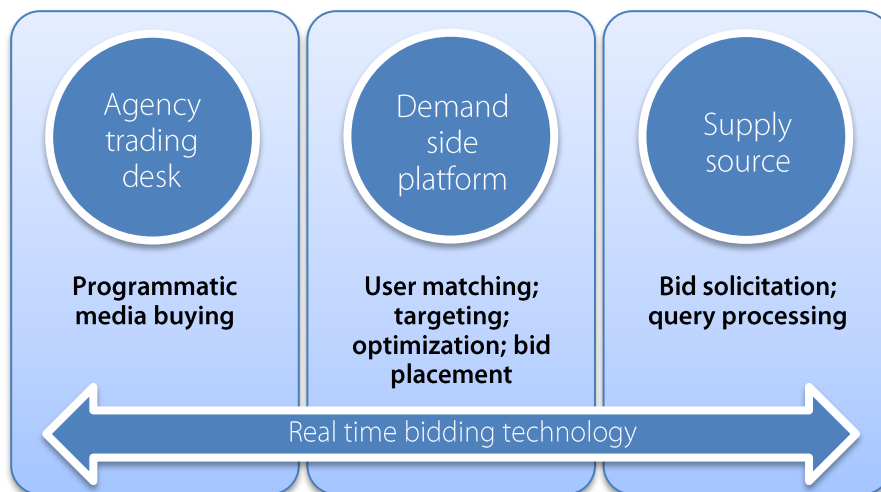 Agency
trading
desk
Programmatic
media buying
Demand
side
platform
User matching;
targeting;
optimization; bid
placement
Supply
source
Bid solicitation;
query processing
Real time bidding technology